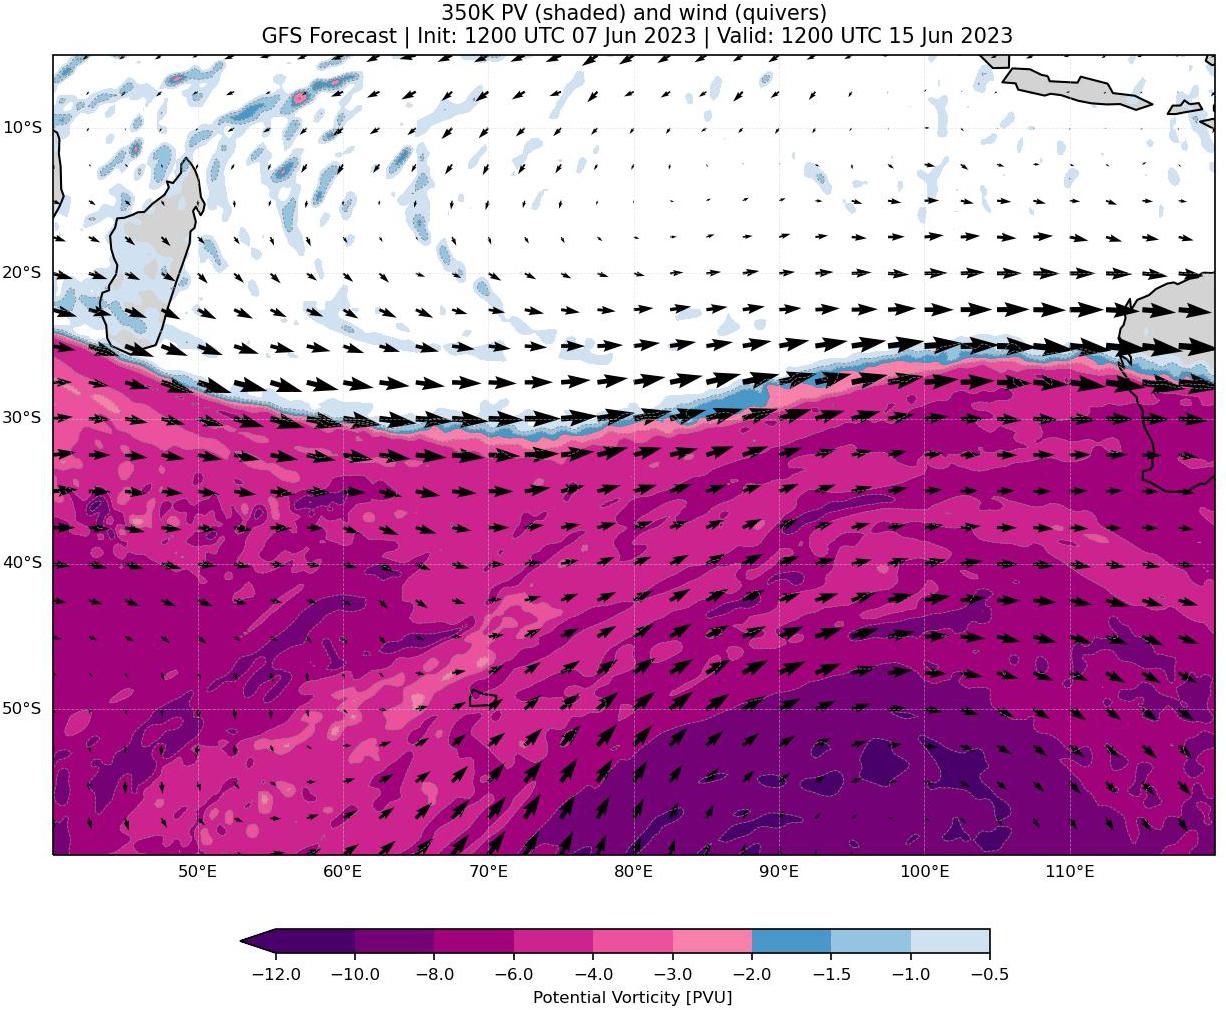 350K PV (shaded) and wind (quivers)
GFS Forecast | Init: 1200 UTC 07 Jun 2023 | Valid: 1200 UTC 15 Jun 2023
10°S
20°S
30°S
40°S
50°S
50°E 60°E 70°E 80°E 90°E 100°E 110°E
−12.0 −10.0 −8.0 −6.0 −4.0 −3.0 −2.0 −1.5 −1.0 −0.5
Potential Vorticity [PVU]